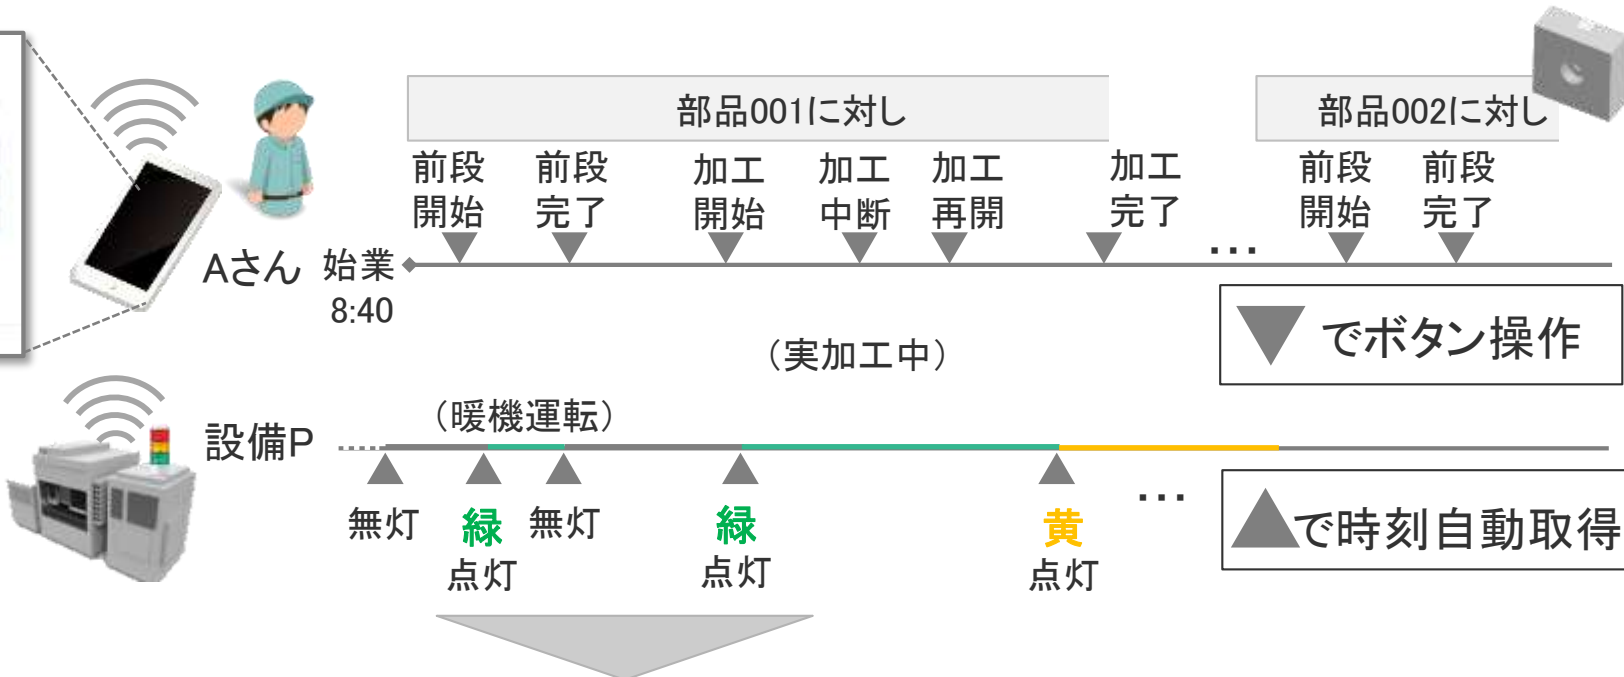 部品001に対し
部品002に対し
前段
開始
前段
完了
加工
開始
加工
中断
加工
再開
加工
完了
...
前段
開始
前段
完了
Aさん
始業
8:40
▼でボタン操作
（実加工中）
（暖機運転）
設備P
無灯
緑
点灯
無灯
緑
点灯
黄
点灯
...
▲で時刻自動取得